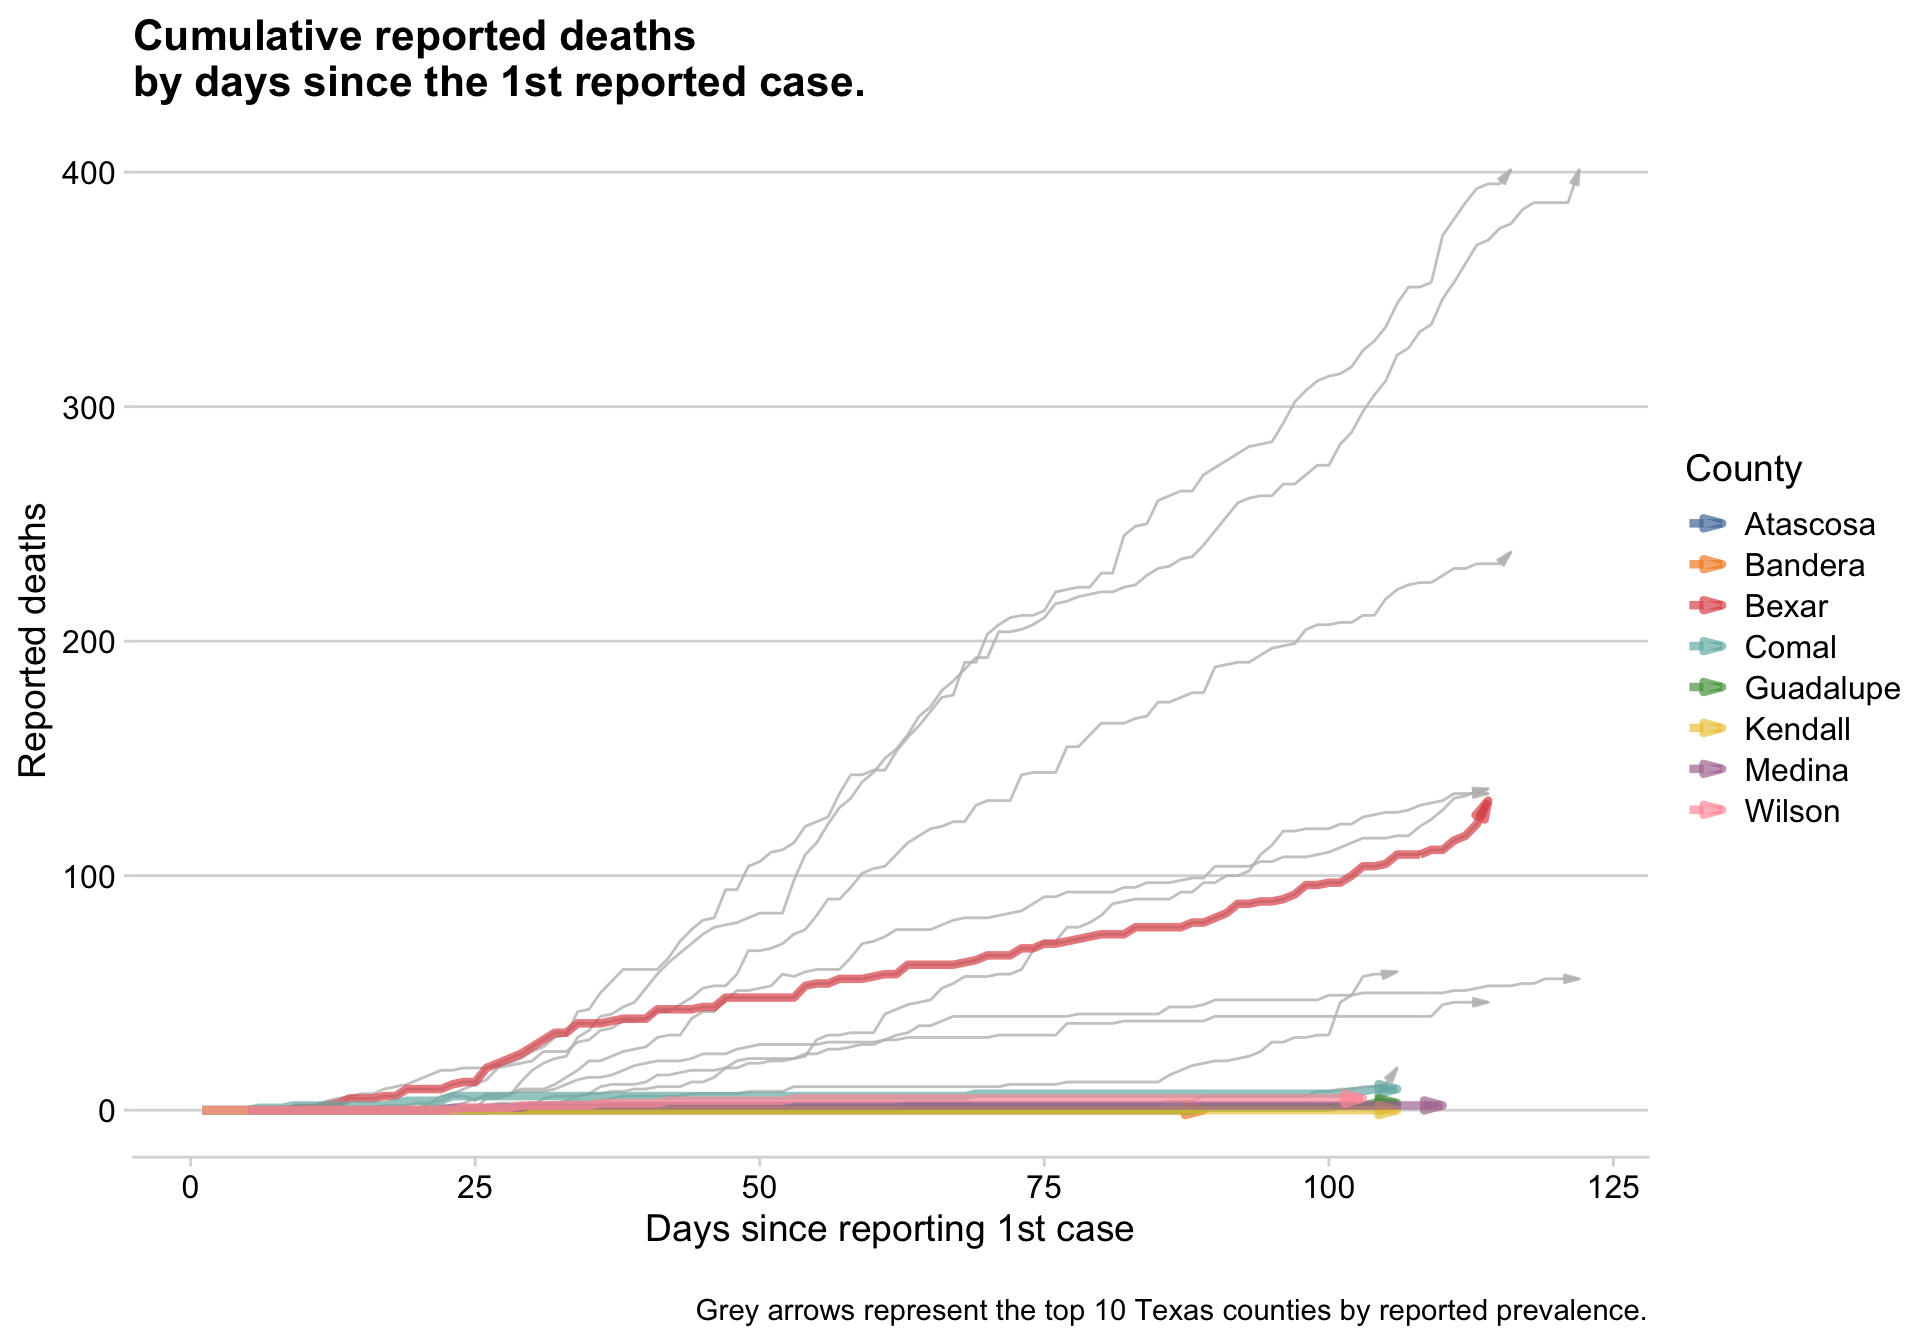 Cumulative reported deaths
by days since the 1st reported case.
400
300
200
100
0
Reported deaths
0 25 50 75 100 125
Days since reporting 1st case
County
Atascosa
Bandera
Bexar
Comal
Guadalupe
Kendall
Medina
Wilson
Grey arrows represent the top 10 Texas counties by reported prevalence.